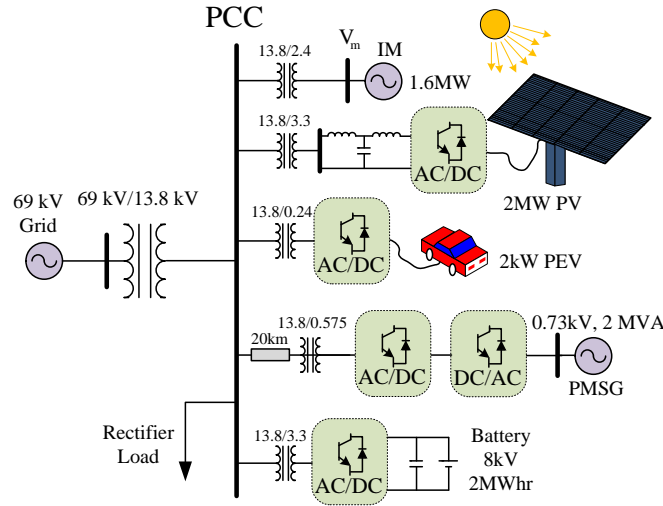 PCC
13.8/2.4
V_m
IM
1.6MW
13.8/3.3
AC/DC
2MW PV
69 kV
Grid
69 kV/13.8 kV
13.8/0.24
AC/DC
2kW PEV
20km
13.8/0.575
AC/DC
DC/AC
0.73kV, 2 MVA
PMSG
Rectifier
Load
13.8/3.3
AC/DC
Battery
8kV
2MWhr